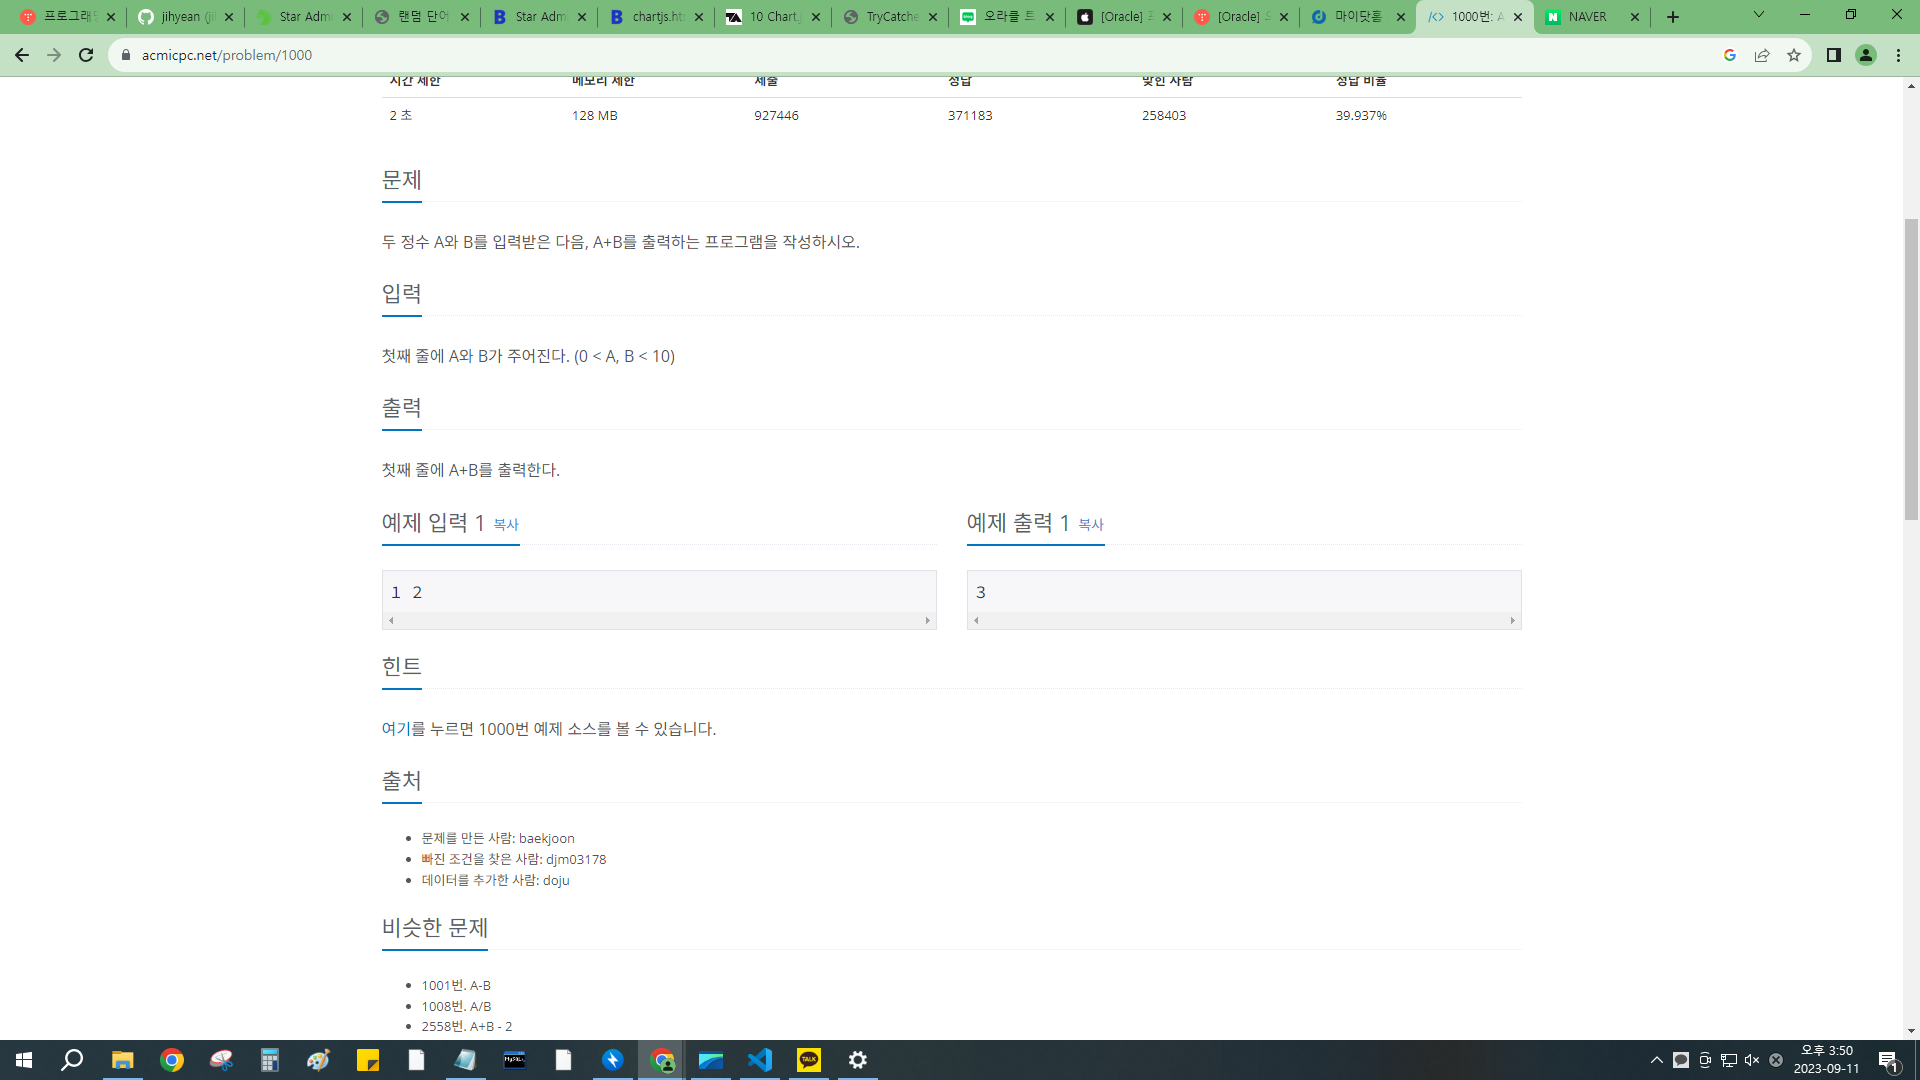 프로그래밍
jihyean (ji
Star Admi
랜덤 단어
Star Admi
chartjs.ht
10 Chart.j
TryCatche
오라클 트
[Oracle]
[Oracle]
마이닷홈
1000번: A
NAVER
acmicpc.net/problem/1000
시간 제한 메모리 제한 제출 정답 맞힌 사람 정답 비율
2 초 128 MB 927446 371183 258403 39.937%
문제
두 정수 A와 B를 입력받은 다음, A+B를 출력하는 프로그램을 작성하시오.
입력
첫째 줄에 A와 B가 주어진다. (0 < A, B < 10)
출력
첫째 줄에 A+B를 출력한다.
예제 입력 1 복사
1 2
예제 출력 1 복사
3
힌트
여기를 누르면 1000번 예제 소스를 볼 수 있습니다.
출처
문제를 만든 사람: baekjoon
빠진 조건을 찾은 사람: djm03178
데이터를 추가한 사람: doju
비슷한 문제
1001번. A-B
1008번. A/B
2558번. A+B - 2
MySQL
TALK
오후 3:50
2023-09-11
1